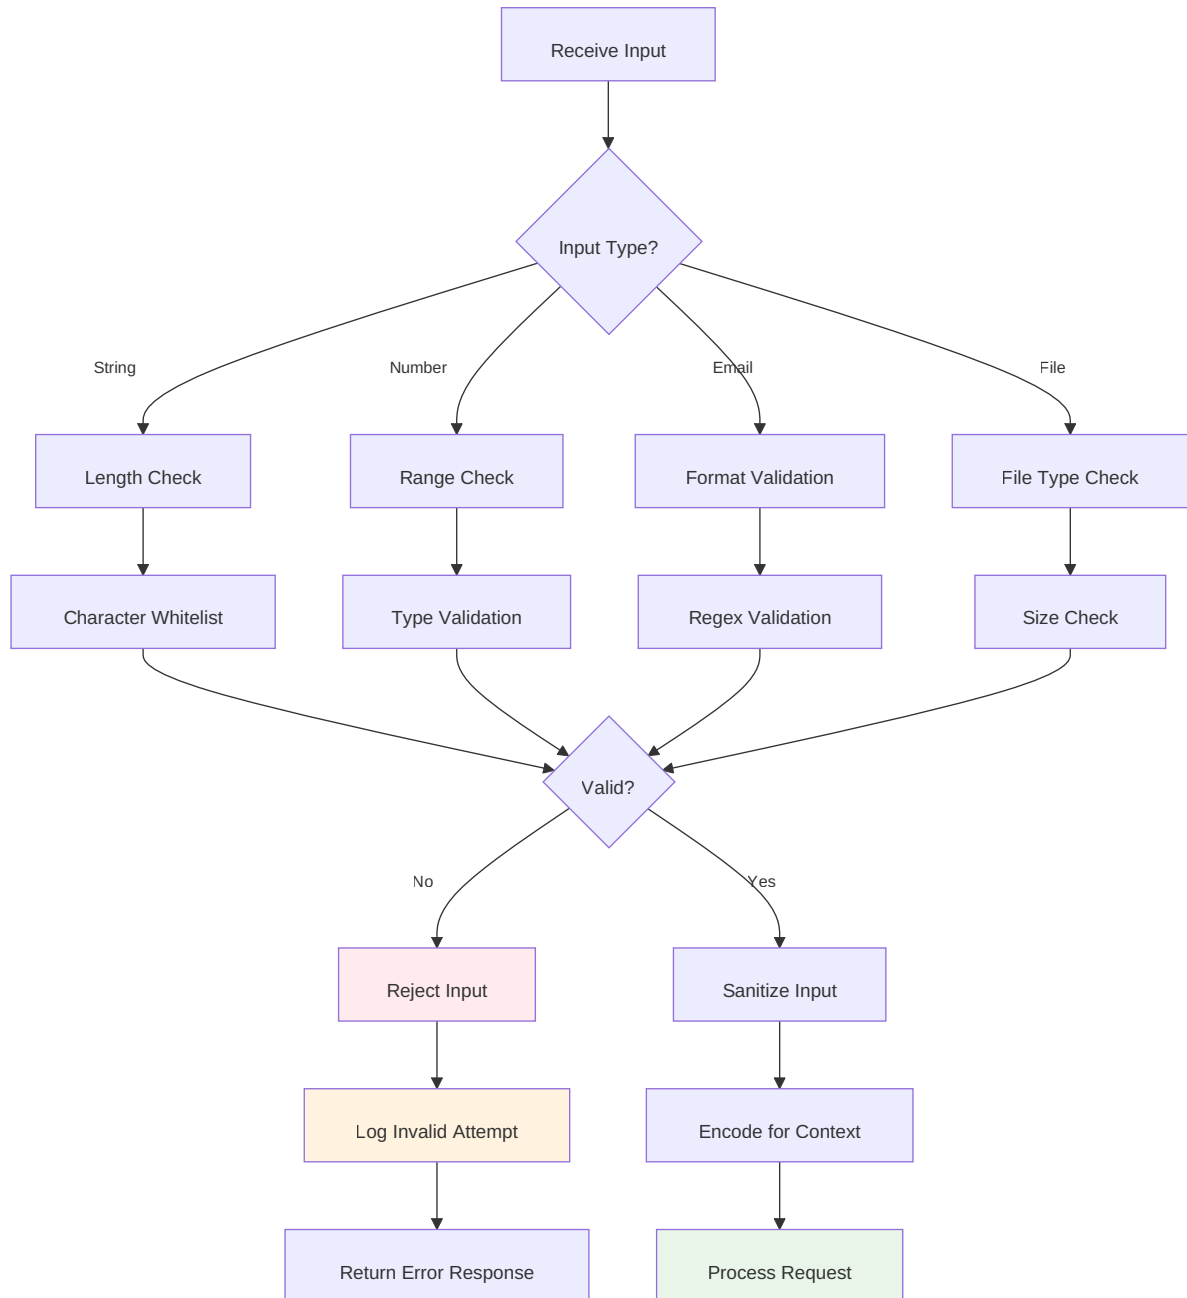 Receive Input
Input Type?
String
Number
Email
File
Length Check
Range Check
Format Validation
File Type Check
Character Whitelist
Type Validation
Regex Validation
Size Check
Valid?
No
Yes
Reject Input
Sanitize Input
Log Invalid Attempt
Encode for Context
Return Error Response
Process Request